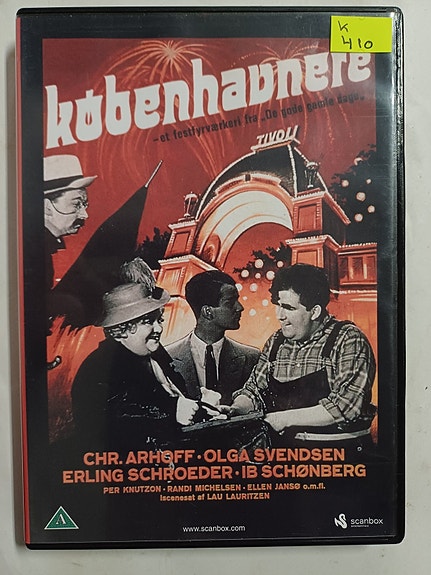 K
410
københavnere
- et festfyrværkeri fra „De gode gamle dage”
TIVOLI
CHR. ARHOFF · OLGA SVENDSEN
ERLING SCHROEDER · IB SCHØNBERG
PER KNUTZON · RANDI MICHELSEN · ELLEN JANSØ o.m.fl.
Iscenesat af LAU LAURITZEN
A
www.scanbox.com
scanbox